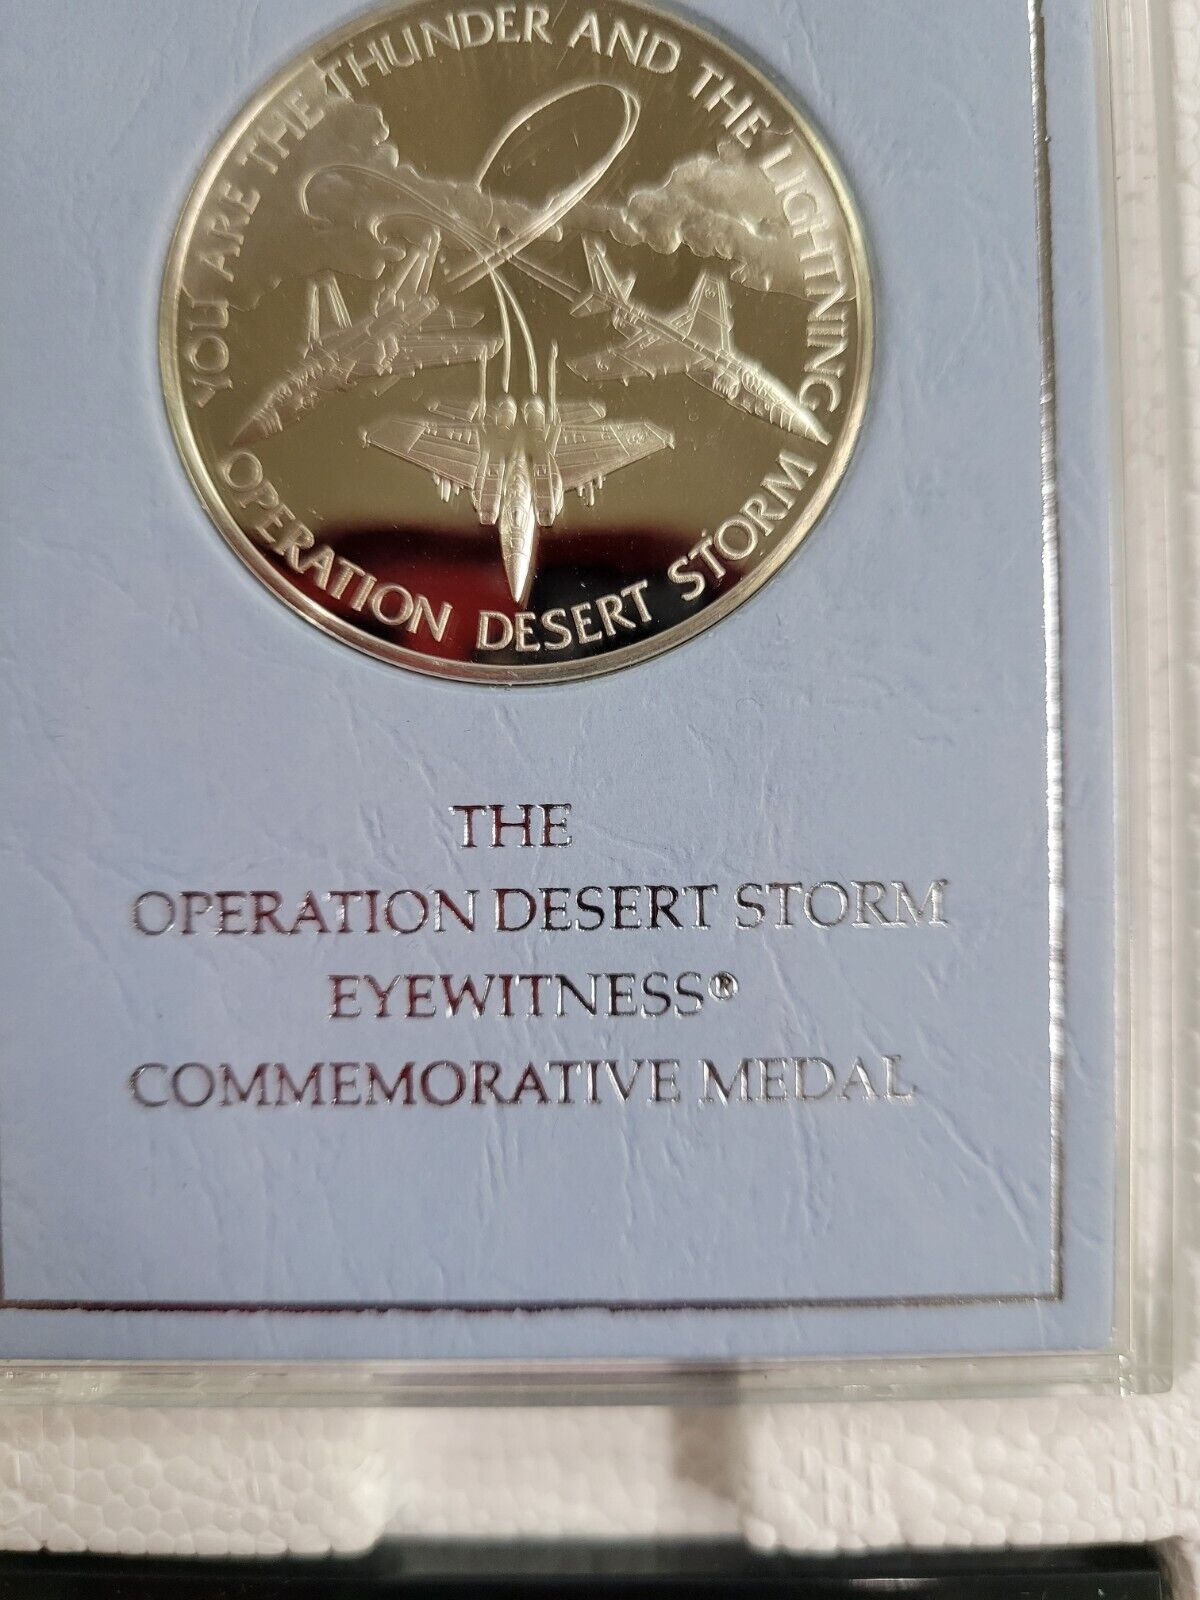 YOU ARE THE THUNDER AND THE LIGHTNING
OPERATION DESERT STORM
THE
OPERATION DESERT STORM
EYEWITNESS®
COMMEMORATIVE MEDAL